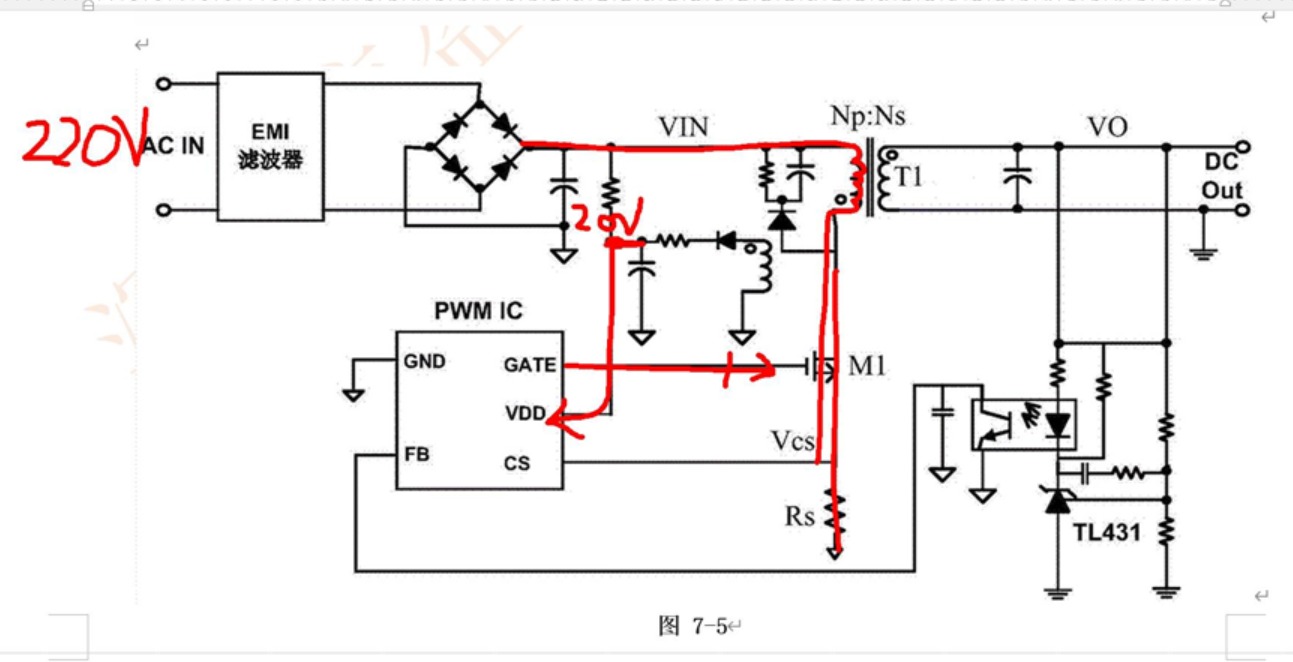 220V
AC IN
EMI
滤波器
VIN
Np:Ns
T1
VO
DC
Out
20V
PWM IC
GND
GATE
VDD
FB
CS
M1
Vcs
Rs
TL431
图 7-5